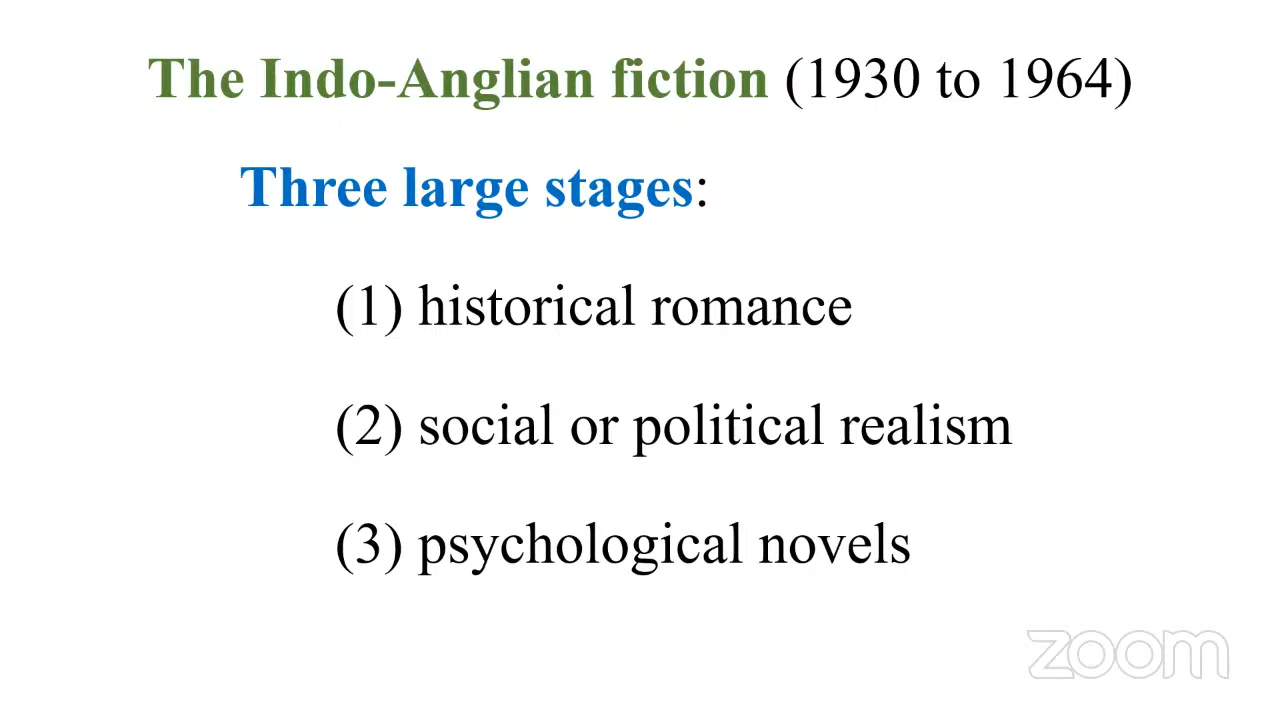 The Indo-Anglian fiction (1930 to 1964)
Three large stages:
(1) historical romance
(2) social or political realism
(3) psychological novels
zoom